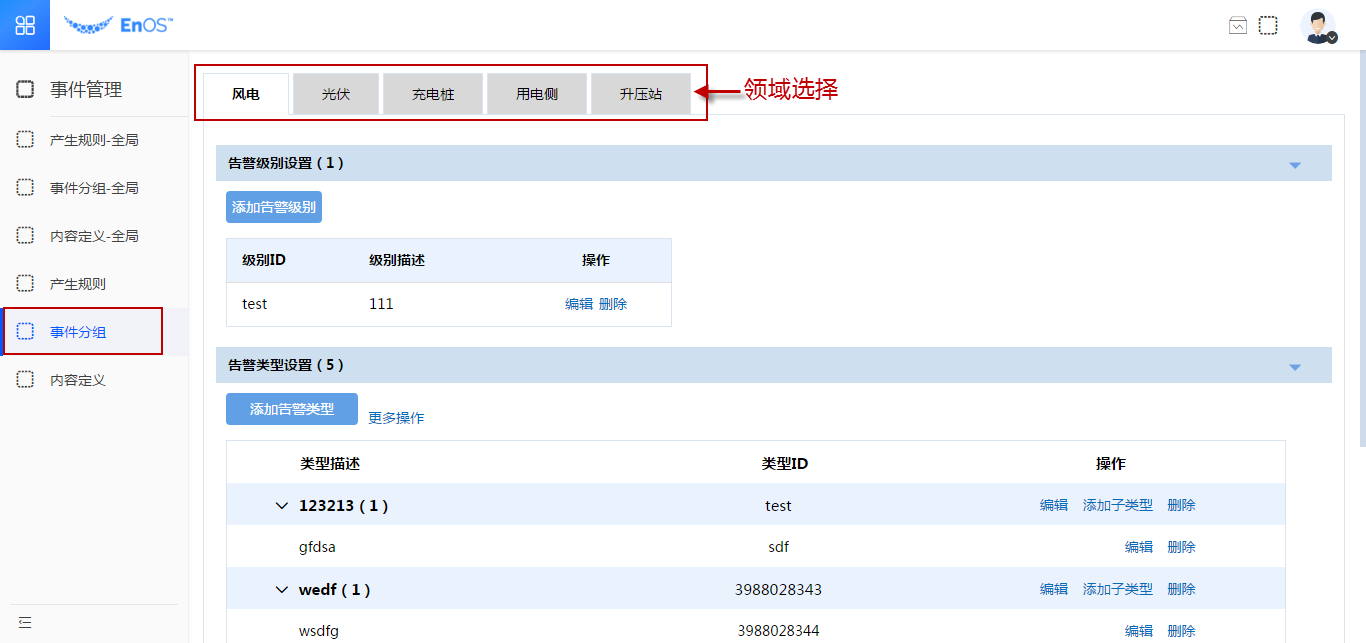 EnOS™
事件管理
产生规则-全局
事件分组-全局
内容定义-全局
产生规则
事件分组
内容定义
风电 光伏 充电桩 用电侧 升压站
领域选择
告警级别设置 ( 1 )
添加告警级别
级别ID 级别描述 操作
test 111 编辑 删除
告警类型设置 ( 5 )
添加告警类型 更多操作
类型描述 类型ID 操作
123213 ( 1 ) test 编辑 添加子类型 删除
gfdsa sdf 编辑 删除
wedf ( 1 ) 3988028343 编辑 添加子类型 删除
wsdfg 3988028344 编辑 删除